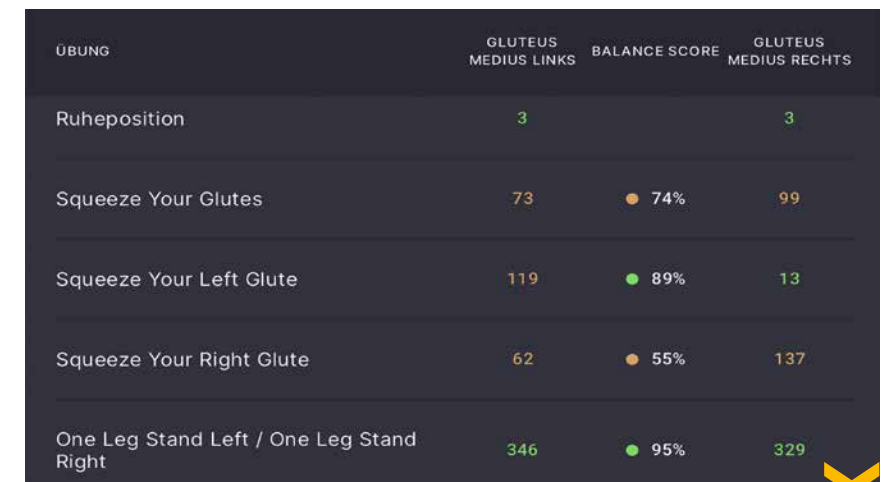 ÜBUNG
GLUTEUS
MEDIUS LINKS
BALANCE SCORE
GLUTEUS
MEDIUS RECHTS
Ruheposition 3 3
Squeeze Your Glutes 73 74% 99
Squeeze Your Left Glute 119 89% 13
Squeeze Your Right Glute 62 55% 137
One Leg Stand Left / One Leg Stand
Right
346 95% 329